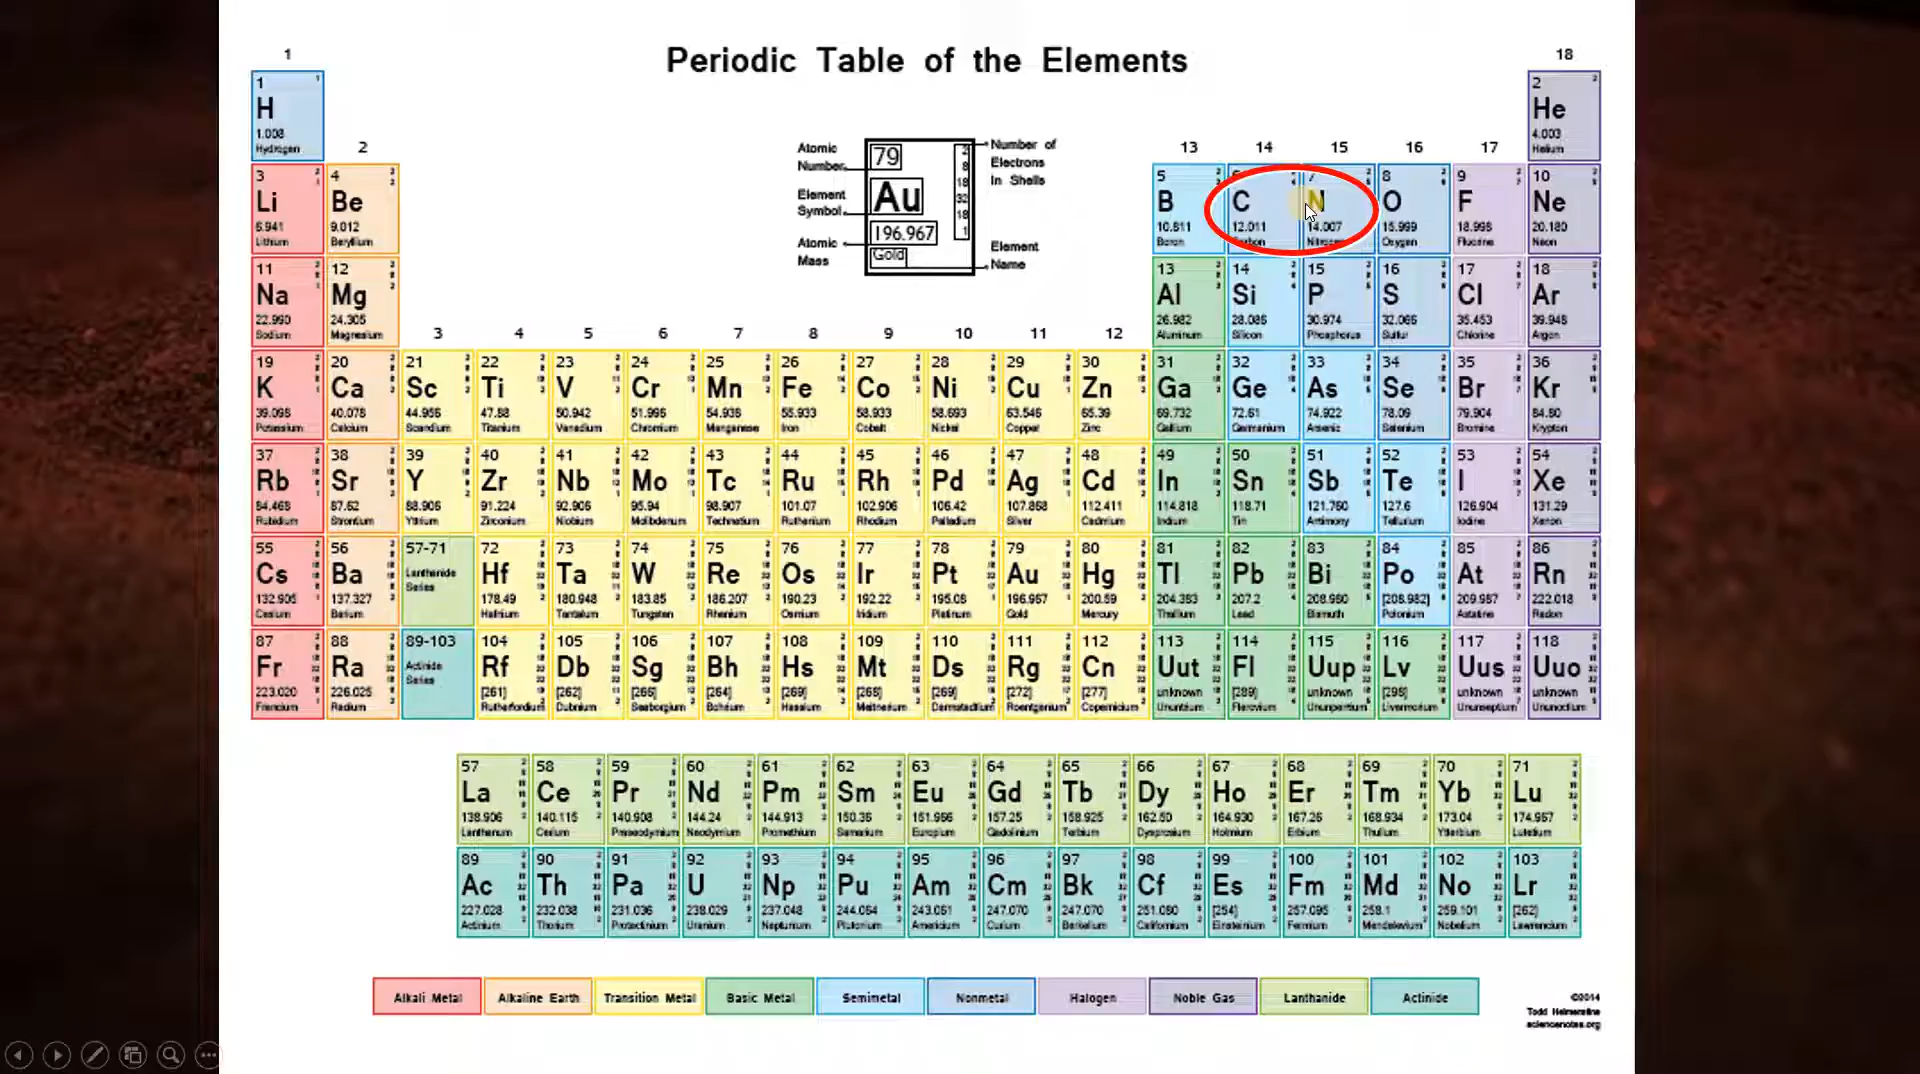 Periodic Table of the Elements
1 18
1 2
H He
1.008 4.003
Hydrogen Helium
2 13 14 15 16 17
Atomic Number
Element Symbol
Atomic Mass
79
Au
196.967
Gold
2
8
18
32
18
1
Number of Electrons In Shells
Element Name
3 4 5 7 8 9 10
Li Be B C N O F Ne
6.941 9.012 10.811 12.011 14.007 15.999 18.998 20.180
Lithium Beryllium Boron Carbon Nitrogen Oxygen Fluorine Neon
11 12 13 14 15 16 17 18
Na Mg Al Si P S Cl Ar
22.990 24.305 26.982 28.086 30.974 32.066 35.453 39.948
Sodium Magnesium Aluminum Silicon Phosphorus Sulfur Chlorine Argon
3 4 5 6 7 8 9 10 11 12
19 20 21 22 23 24 25 26 27 28 29 30 31 32 33 34 35 36
K Ca Sc Ti V Cr Mn Fe Co Ni Cu Zn Ga Ge As Se Br Kr
39.098 40.078 44.956 47.88 50.942 51.996 54.938 55.933 58.933 58.693 63.546 65.39 69.732 72.61 74.922 78.09 79.904 84.80
Potassium Calcium Scandium Titanium Vanadium Chromium Manganese Iron Cobalt Nickel Copper Zinc Gallium Germanium Arsenic Selenium Bromine Krypton
37 38 39 40 41 42 43 44 45 46 47 48 49 50 51 52 53 54
Rb Sr Y Zr Nb Mo Tc Ru Rh Pd Ag Cd In Sn Sb Te I Xe
84.468 87.62 88.906 91.224 92.906 95.94 98.907 101.07 102.906 106.42 107.868 112.411 114.818 118.71 121.760 127.6 126.904 131.29
Rubidium Strontium Yttrium Zirconium Niobium Molibdenum Technetium Ruthenium Rhodium Palladium Silver Cadmium Indium Tin Antimony Tellurium Iodine Xenon
55 56 57-71 72 73 74 75 76 77 78 79 80 81 82 83 84 85 86
Cs Ba Lanthanide Series Hf Ta W Re Os Ir Pt Au Hg Tl Pb Bi Po At Rn
132.905 137.327 178.49 180.948 183.85 186.207 190.23 192.22 195.08 196.967 200.59 204.383 207.2 208.980 [208.982] 209.987 222.018
Cesium Barium Hafnium Tantalum Tungsten Rhenium Osmium Iridium Platinum Gold Mercury Thallium Lead Bismuth Polonium Astatine Radon
87 88 89-103 104 105 106 107 108 109 110 111 112 113 114 115 116 117 118
Fr Ra Actinide Series Rf Db Sg Bh Hs Mt Ds Rg Cn Uut Fl Uup Lv Uus Uuo
223.020 226.025 [261] [262] [266] [264] [269] [268] [269] [272] [277] unknown [289] unknown [298] unknown unknown
Francium Radium Rutherfordium Dubnium Seaborgium Bohrium Hassium Meitnerium Darmstadtium Roentgenium Copernicium Ununtrium Flerovium Ununpentium Livermorium Ununseptium Ununoctium
57 58 59 60 61 62 63 64 65 66 67 68 69 70 71
La Ce Pr Nd Pm Sm Eu Gd Tb Dy Ho Er Tm Yb Lu
138.906 140.115 140.908 144.24 144.913 150.36 151.966 157.25 158.925 162.50 164.930 167.26 168.934 173.04 174.967
Lanthanum Cerium Praseodymium Neodymium Promethium Samarium Europium Gadolinium Terbium Dysprosium Holmium Erbium Thulium Ytterbium Lutetium
89 90 91 92 93 94 95 96 97 98 99 100 101 102 103
Ac Th Pa U Np Pu Am Cm Bk Cf Es Fm Md No Lr
227.028 232.038 231.036 238.029 237.048 244.064 243.061 247.070 247.070 251.080 [254] 257.095 258.1 259.101 [262]
Actinium Thorium Protactinium Uranium Neptunium Plutonium Americium Curium Berkelium Californium Einsteinium Fermium Mendelevium Nobelium Lawrencium
Alkali Metal Alkaline Earth Transition Metal Basic Metal Semimetal Nonmetal Halogen Noble Gas Lanthanide Actinide
©2014
Todd Helmenstine
sciencenotes.org